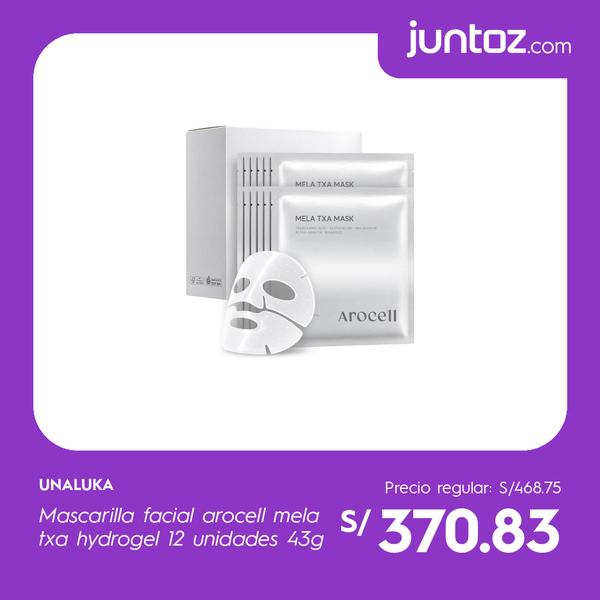 juntoz.com
MELA TXA MASK
MELA TXA MASK
Arocell
UNALUKA
Mascarilla facial arocell mela
txa hydrogel 12 unidades 43g
Precio regular: S/468.75
S/ 370.83